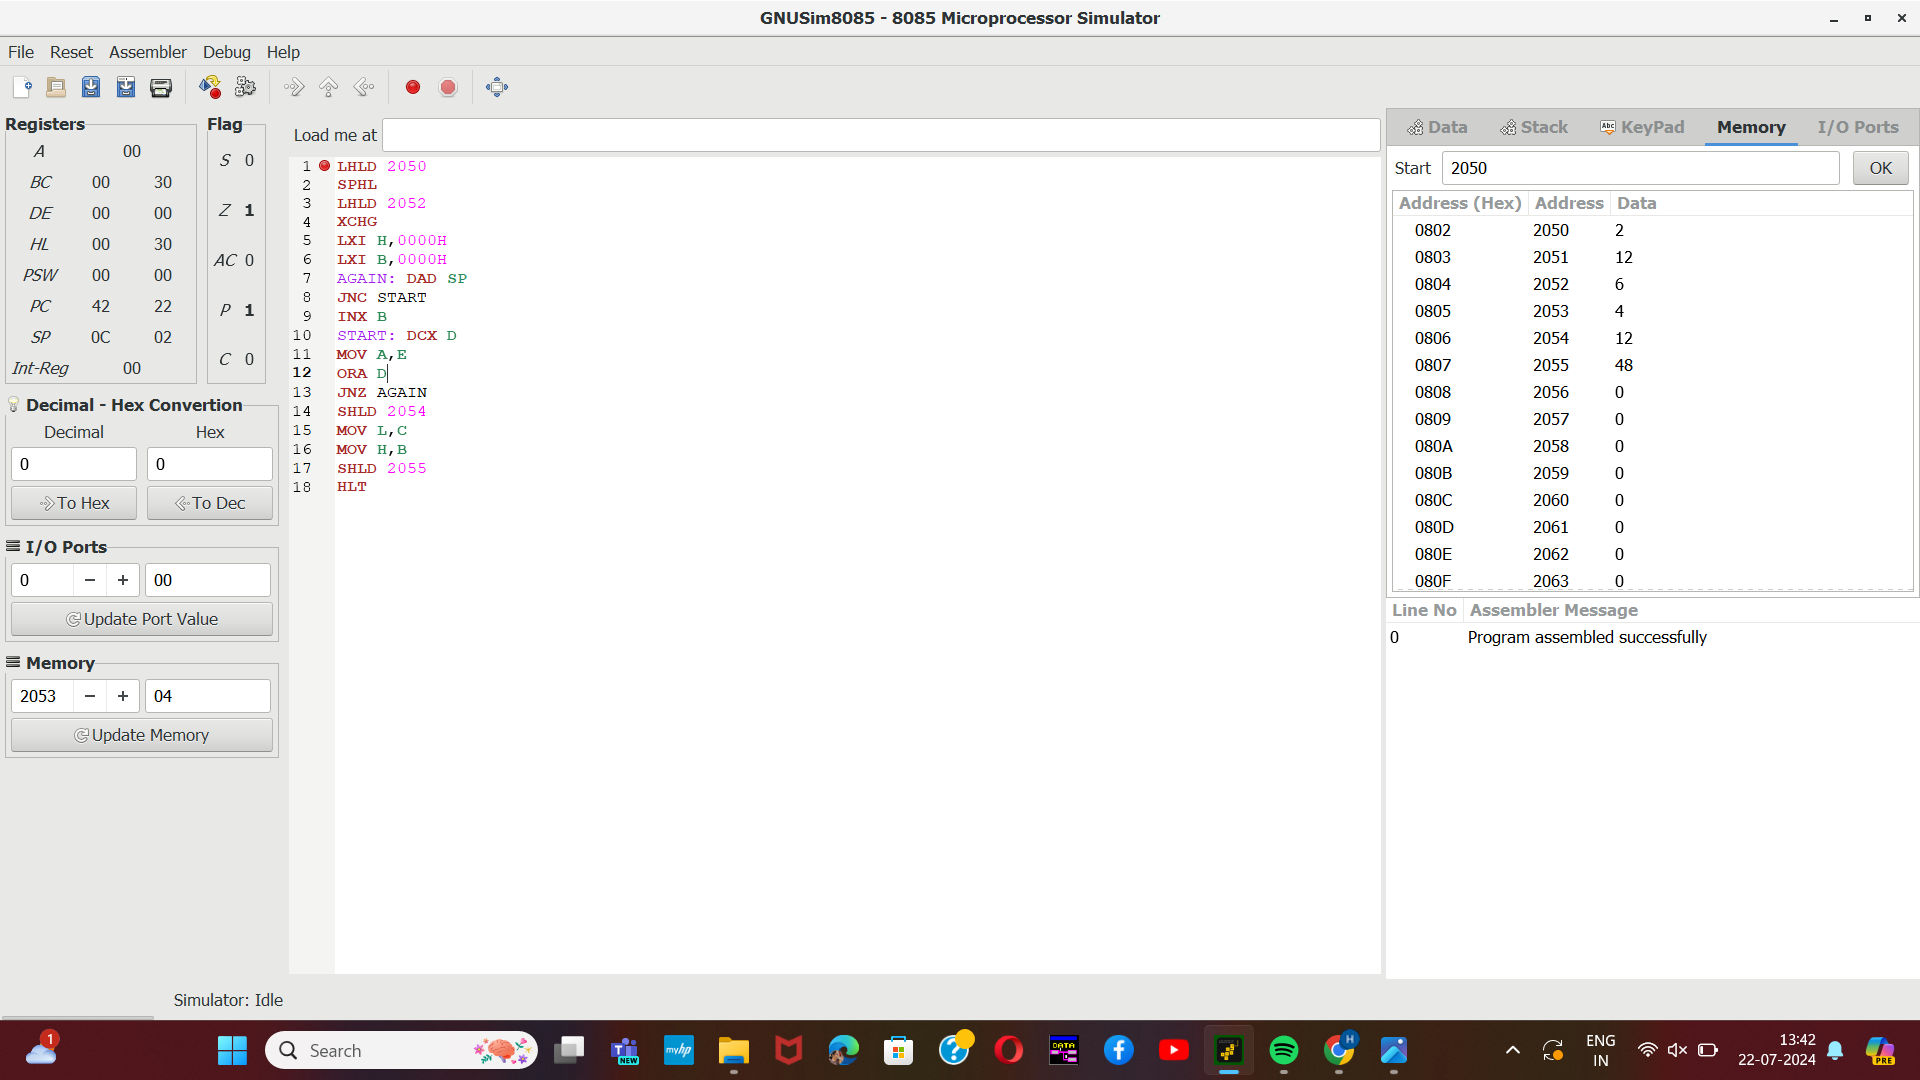 GNUSim8085 - 8085 Microprocessor Simulator
File Reset Assembler Debug Help
Registers
A 00
BC 00 30
DE 00 00
HL 00 30
PSW 00 00
PC 42 22
SP 0C 02
Int-Reg 00
Flag
S 0
Z 1
AC 0
P 1
C 0
Decimal - Hex Convertion
Decimal Hex
0 0
To Hex To Dec
I/O Ports
0 − + 00
Update Port Value
Memory
2053 − + 04
Update Memory
Load me at
1 LHLD 2050
2 SPHL
3 LHLD 2052
4 XCHG
5 LXI H,0000H
6 LXI B,0000H
7 AGAIN: DAD SP
8 JNC START
9 INX B
10 START: DCX D
11 MOV A,E
12 ORA D
13 JNZ AGAIN
14 SHLD 2054
15 MOV L,C
16 MOV H,B
17 SHLD 2055
18 HLT
Data Stack Abc KeyPad Memory I/O Ports
Start 2050 OK
Address (Hex) Address Data
0802 2050 2
0803 2051 12
0804 2052 6
0805 2053 4
0806 2054 12
0807 2055 48
0808 2056 0
0809 2057 0
080A 2058 0
080B 2059 0
080C 2060 0
080D 2061 0
080E 2062 0
080F 2063 0
Line No Assembler Message
0 Program assembled successfully
Simulator: Idle
1
Search
NEW
myhp
DATA
H
ENG
IN
13:42
22-07-2024
PRE